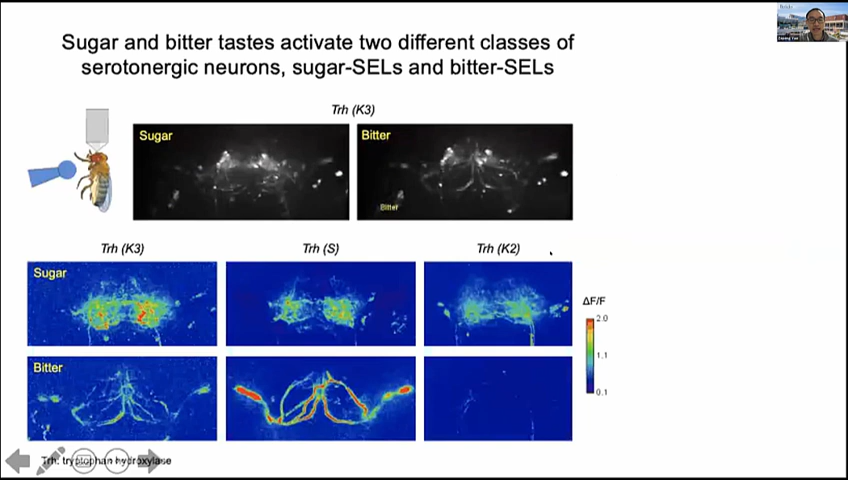 Sugar and bitter tastes activate two different classes of
serotonergic neurons, sugar-SELs and bitter-SELs
Trh (K3)
Sugar
Bitter
Bitter
Trh (K3)
Trh (S)
Trh (K2)
Sugar
ΔF/F
2.0
1.1
0.1
Bitter
Trh: tryptophan hydroxylase